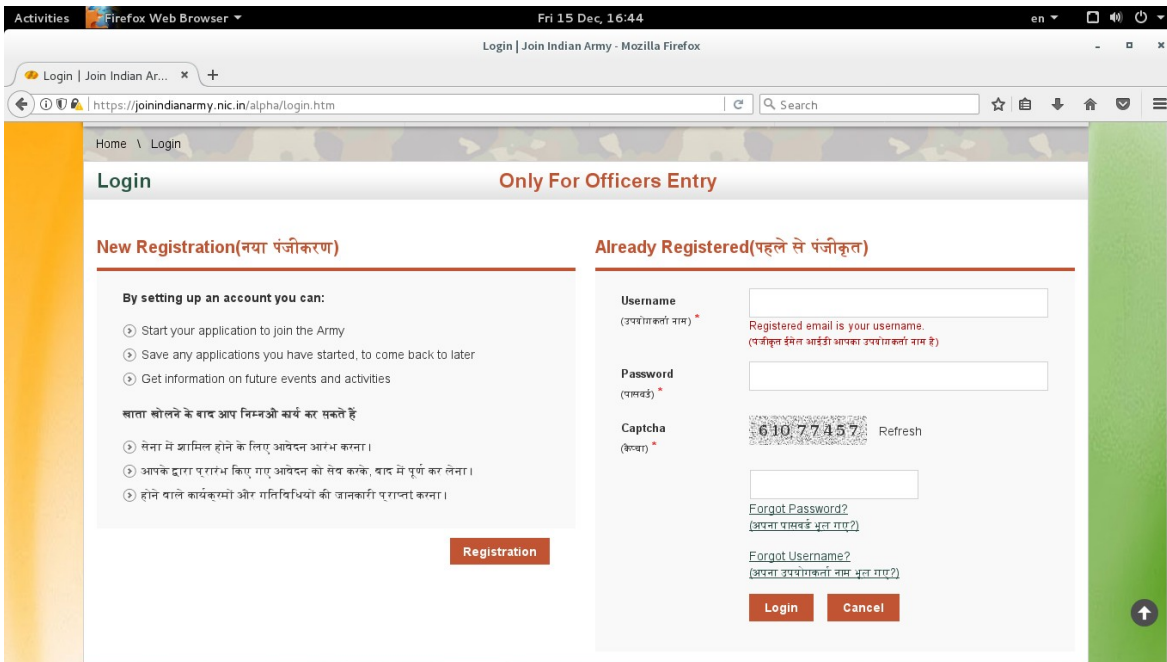 Activities
Firefox Web Browser
Fri 15 Dec, 16:44
en
Login | Join Indian Army - Mozilla Firefox
Login | Join Indian Ar...
https://joinindianarmy.nic.in/alpha/login.htm
Search
Home \ Login
Login
Only For Officers Entry
New Registration(नया पंजीकरण)
By setting up an account you can:
Start your application to join the Army
Save any applications you have started, to come back to later
Get information on future events and activities
खाता खोलने के बाद आप निम्नओ कार्य कर सकते हैं
सेना में शामिल होने के लिए आवेदन आरंभ करना।
आपके द्वारा प्रारंभ किए गए आवेदन को सेव करके, बाद में पूर्ण कर लेना।
होने वाले कार्यक्रमों और गतिविधियों की जानकारी प्राप्त करना।
Registration
Already Registered(पहले से पंजीकृत)
Username
(उपयोगकर्ता नाम) *
Registered email is your username.
(पंजीकृत ईमेल आईडी आपका उपयोगकर्ता नाम है)
Password
(पासवर्ड) *
Captcha
(कैप्चा) *
61077457
Refresh
Forgot Password?
(अपना पासवर्ड भूल गए?)
Forgot Username?
(अपना उपयोगकर्ता नाम भूल गए?)
Login
Cancel